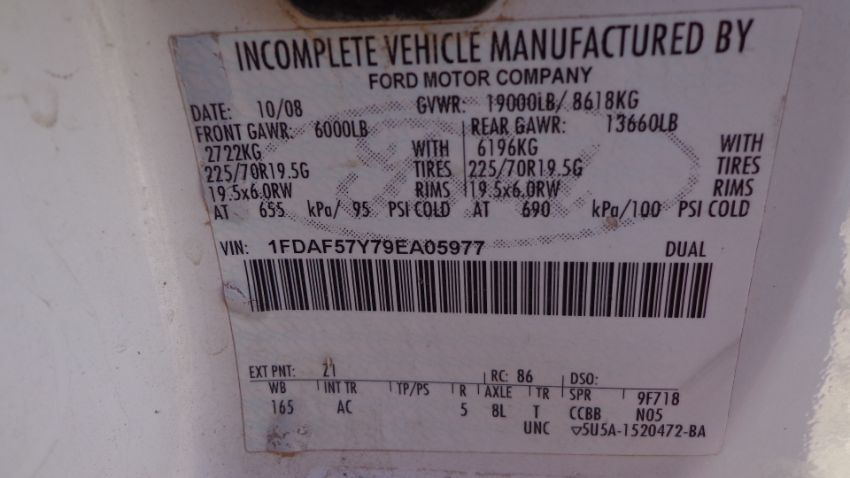 INCOMPLETE VEHICLE MANUFACTURED BY
FORD MOTOR COMPANY
DATE: 10/08 GVWR: 19000LB/ 8618KG
FRONT GAWR: 6000LB REAR GAWR: 13660LB
2722KG WITH 6196KG WITH
225/70R19.5G TIRES 225/70R19.5G TIRES
19.5x6.0RW RIMS 19.5x6.0RW RIMS
AT 655 kPa/ 95 PSI COLD AT 690 kPa/100 PSI COLD
VIN: 1FDAF57Y79EA05977 DUAL
EXT PNT: 21 RC: 86 DSO:
WB INT TR TP/PS R AXLE TR SPR 9F718
165 AC 5 8L T CCBB N05
UNC ▽5U5A-1520472-BA